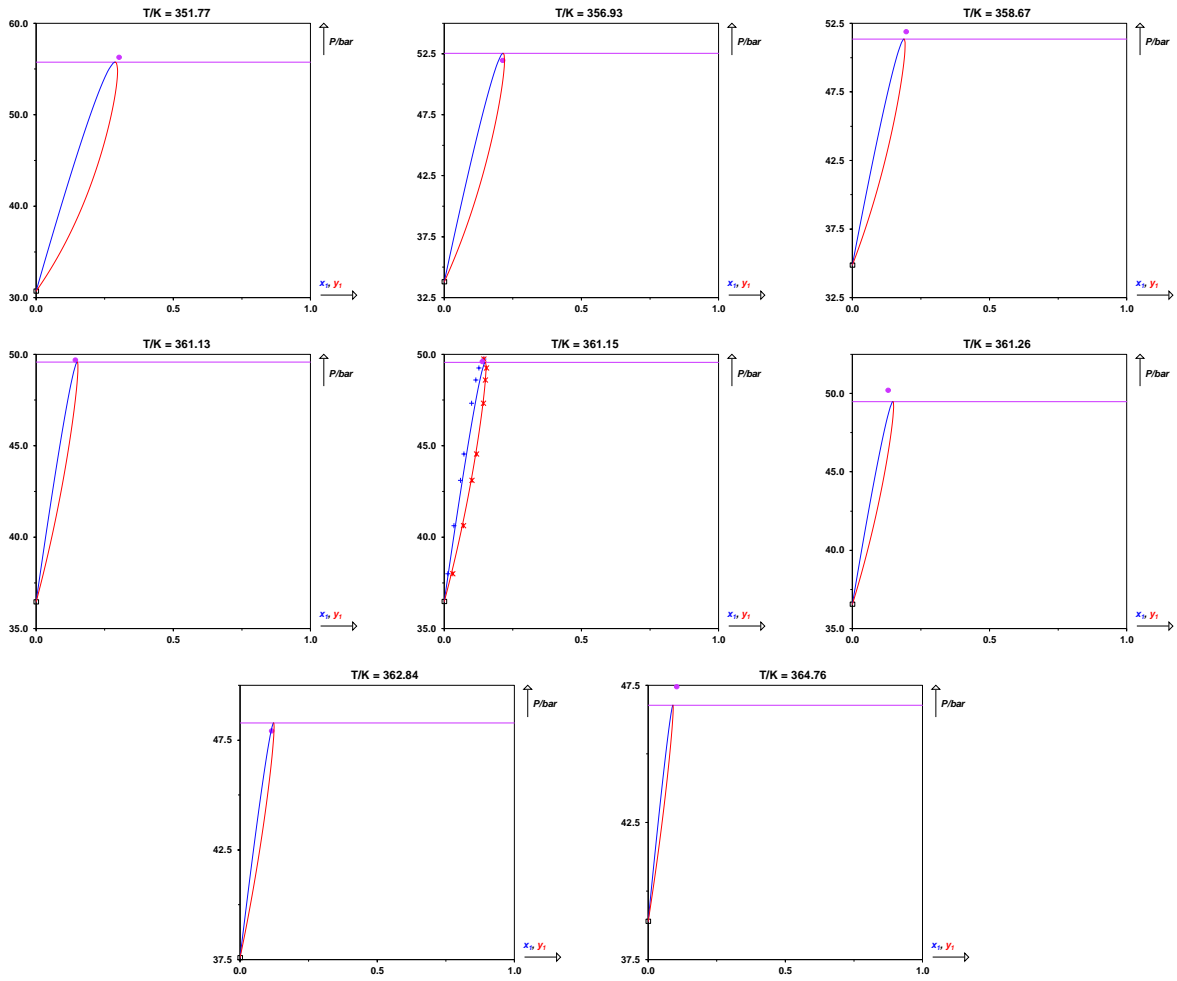 T/K = 351.77
60.0
P/bar
50.0
40.0
30.0
0.0
0.5
1.0
x₁, y₁
T/K = 356.93
52.5
P/bar
47.5
42.5
37.5
32.5
0.0
0.5
1.0
x₁, y₁
T/K = 358.67
52.5
P/bar
47.5
42.5
37.5
32.5
0.0
0.5
1.0
x₁, y₁
T/K = 361.13
50.0
P/bar
45.0
40.0
35.0
0.0
0.5
1.0
x₁, y₁
T/K = 361.15
50.0
P/bar
45.0
40.0
35.0
0.0
0.5
1.0
x₁, y₁
T/K = 361.26
P/bar
50.0
45.0
40.0
35.0
0.0
0.5
1.0
x₁, y₁
T/K = 362.84
P/bar
47.5
42.5
37.5
0.0
0.5
1.0
x₁, y₁
T/K = 364.76
47.5
P/bar
42.5
37.5
0.0
0.5
1.0
x₁, y₁